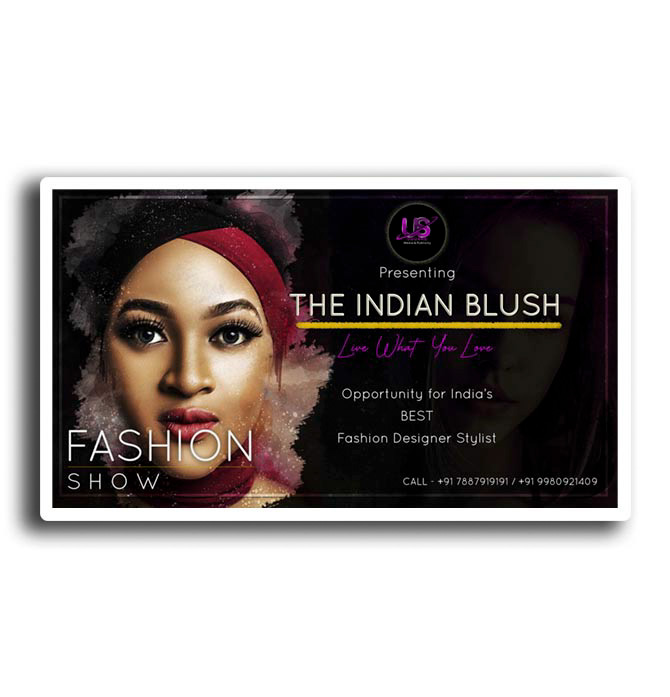 US
Presenting
THE INDIAN BLUSH
Live What You Love
Opportunity for India's
BEST
Fashion Designer Stylist
FASHION
SHOW
CALL - +91 7887919191 / +91 9980921409